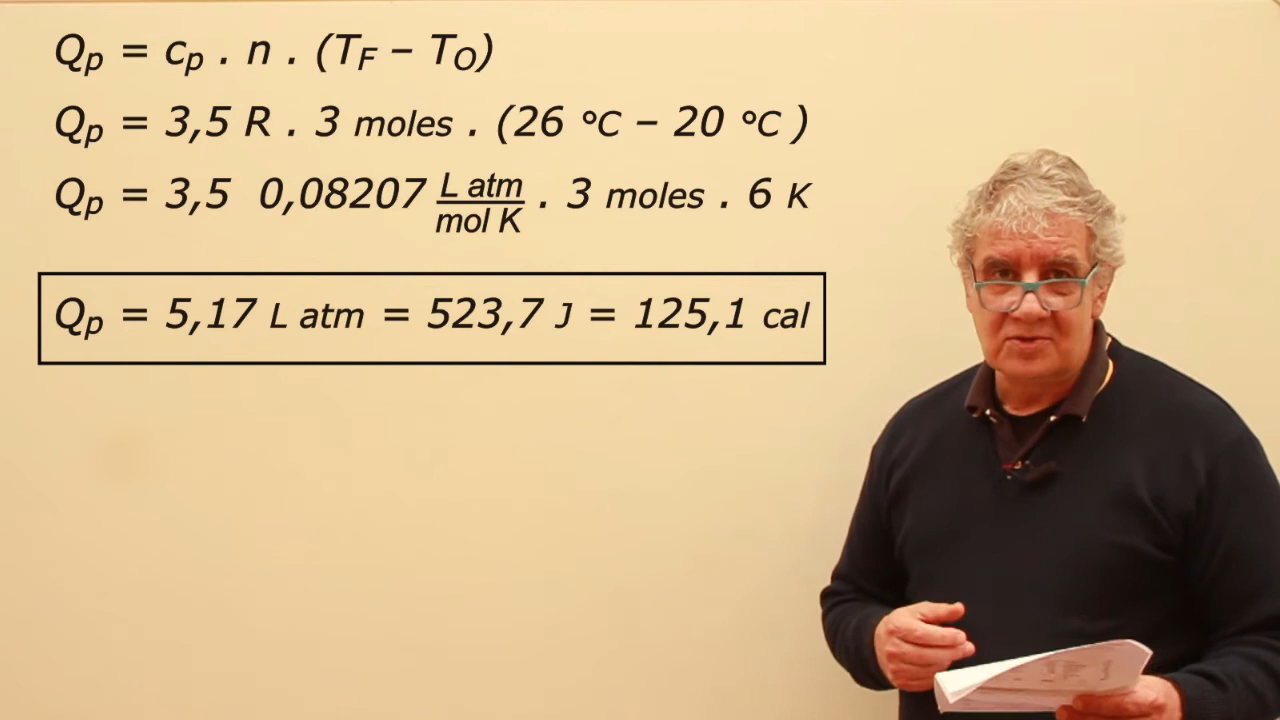 Qp = cp . n . (TF – TO)
Qp = 3,5 R . 3 moles . (26 °C – 20 °C )
Qp = 3,5 0,08207 L atm / mol K . 3 moles . 6 K
Qp = 5,17 L atm = 523,7 J = 125,1 cal